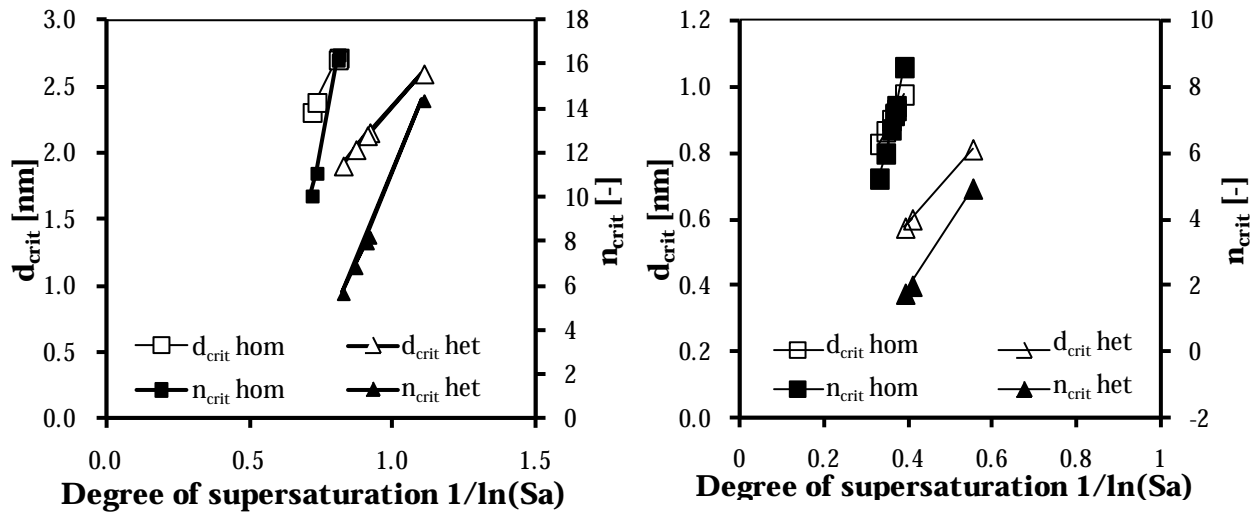 3.0
2.5
2.0
1.5
1.0
0.5
0.0
d_crit [nm]
18
16
14
12
10
8
6
4
2
0
n_crit [-]
d_crit hom
d_crit het
n_crit hom
n_crit het
0.0
0.5
1.0
1.5
Degree of supersaturation 1/ln(Sa)
1.2
1.0
0.8
0.6
0.4
0.2
0.0
d_crit [nm]
10
8
6
4
2
0
-2
n_crit [-]
d_crit hom
d_crit het
n_crit hom
n_crit het
0
0.2
0.4
0.6
0.8
1
Degree of supersaturation 1/ln(Sa)